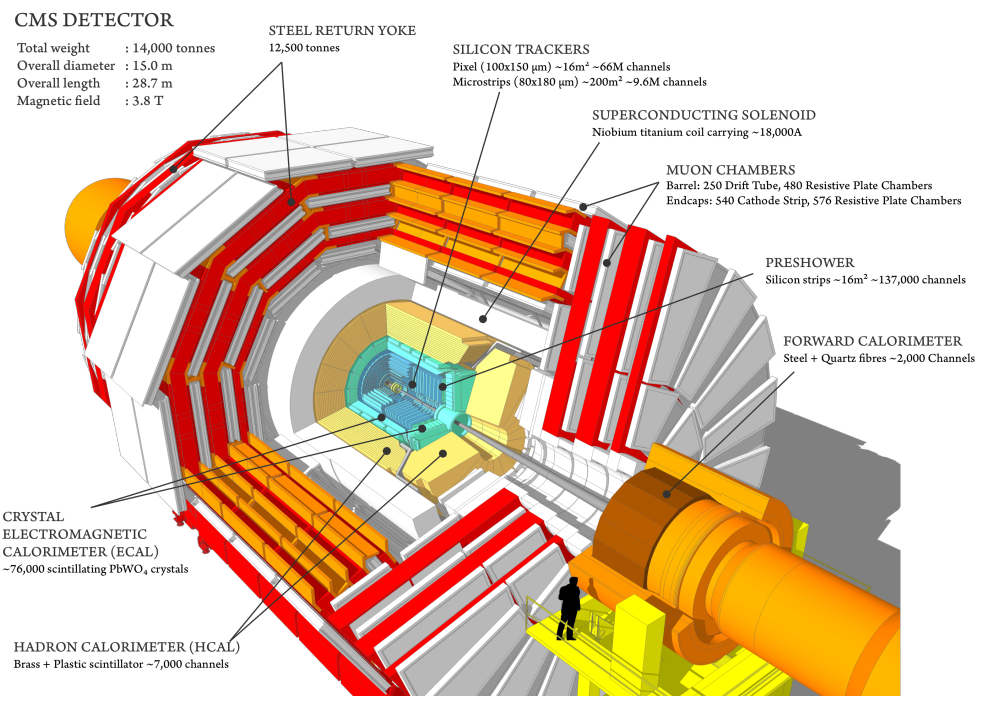 CMS DETECTOR
Total weight : 14,000 tonnes
Overall diameter : 15.0 m
Overall length : 28.7 m
Magnetic field : 3.8 T
STEEL RETURN YOKE
12,500 tonnes
SILICON TRACKERS
Pixel (100x150 μm) ~16m² ~66M channels
Microstrips (80x180 μm) ~200m² ~9.6M channels
SUPERCONDUCTING SOLENOID
Niobium titanium coil carrying ~18,000A
MUON CHAMBERS
Barrel: 250 Drift Tube, 480 Resistive Plate Chambers
Endcaps: 540 Cathode Strip, 576 Resistive Plate Chambers
PRESHOWER
Silicon strips ~16m² ~137,000 channels
FORWARD CALORIMETER
Steel + Quartz fibres ~2,000 Channels
CRYSTAL
ELECTROMAGNETIC
CALORIMETER (ECAL)
~76,000 scintillating PbWO₄ crystals
HADRON CALORIMETER (HCAL)
Brass + Plastic scintillator ~7,000 channels